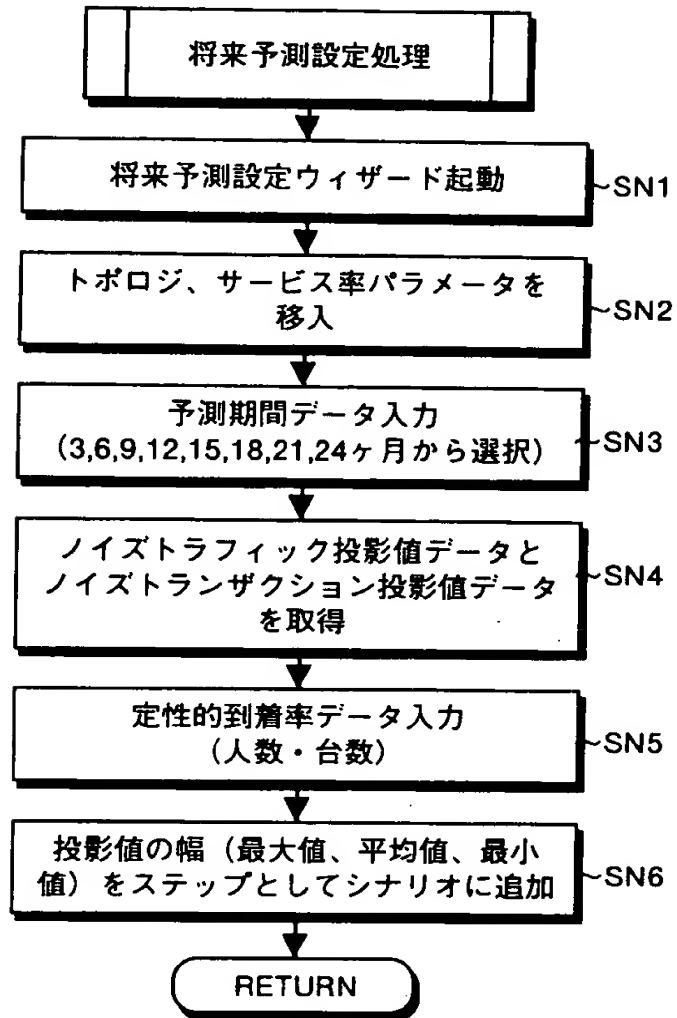 将来予測設定処理
将来予測設定ウィザード起動
~SN1
トポロジ、サービス率パラメータを
移入
~SN2
予測期間データ入力
(3,6,9,12,15,18,21,24ヶ月から選択)
~SN3
ノイズトラフィック投影値データと
ノイズトランザクション投影値データ
を取得
~SN4
定性的到着率データ入力
(人数・台数)
~SN5
投影値の幅(最大値、平均値、最小
値)をステップとしてシナリオに追加
~SN6
RETURN